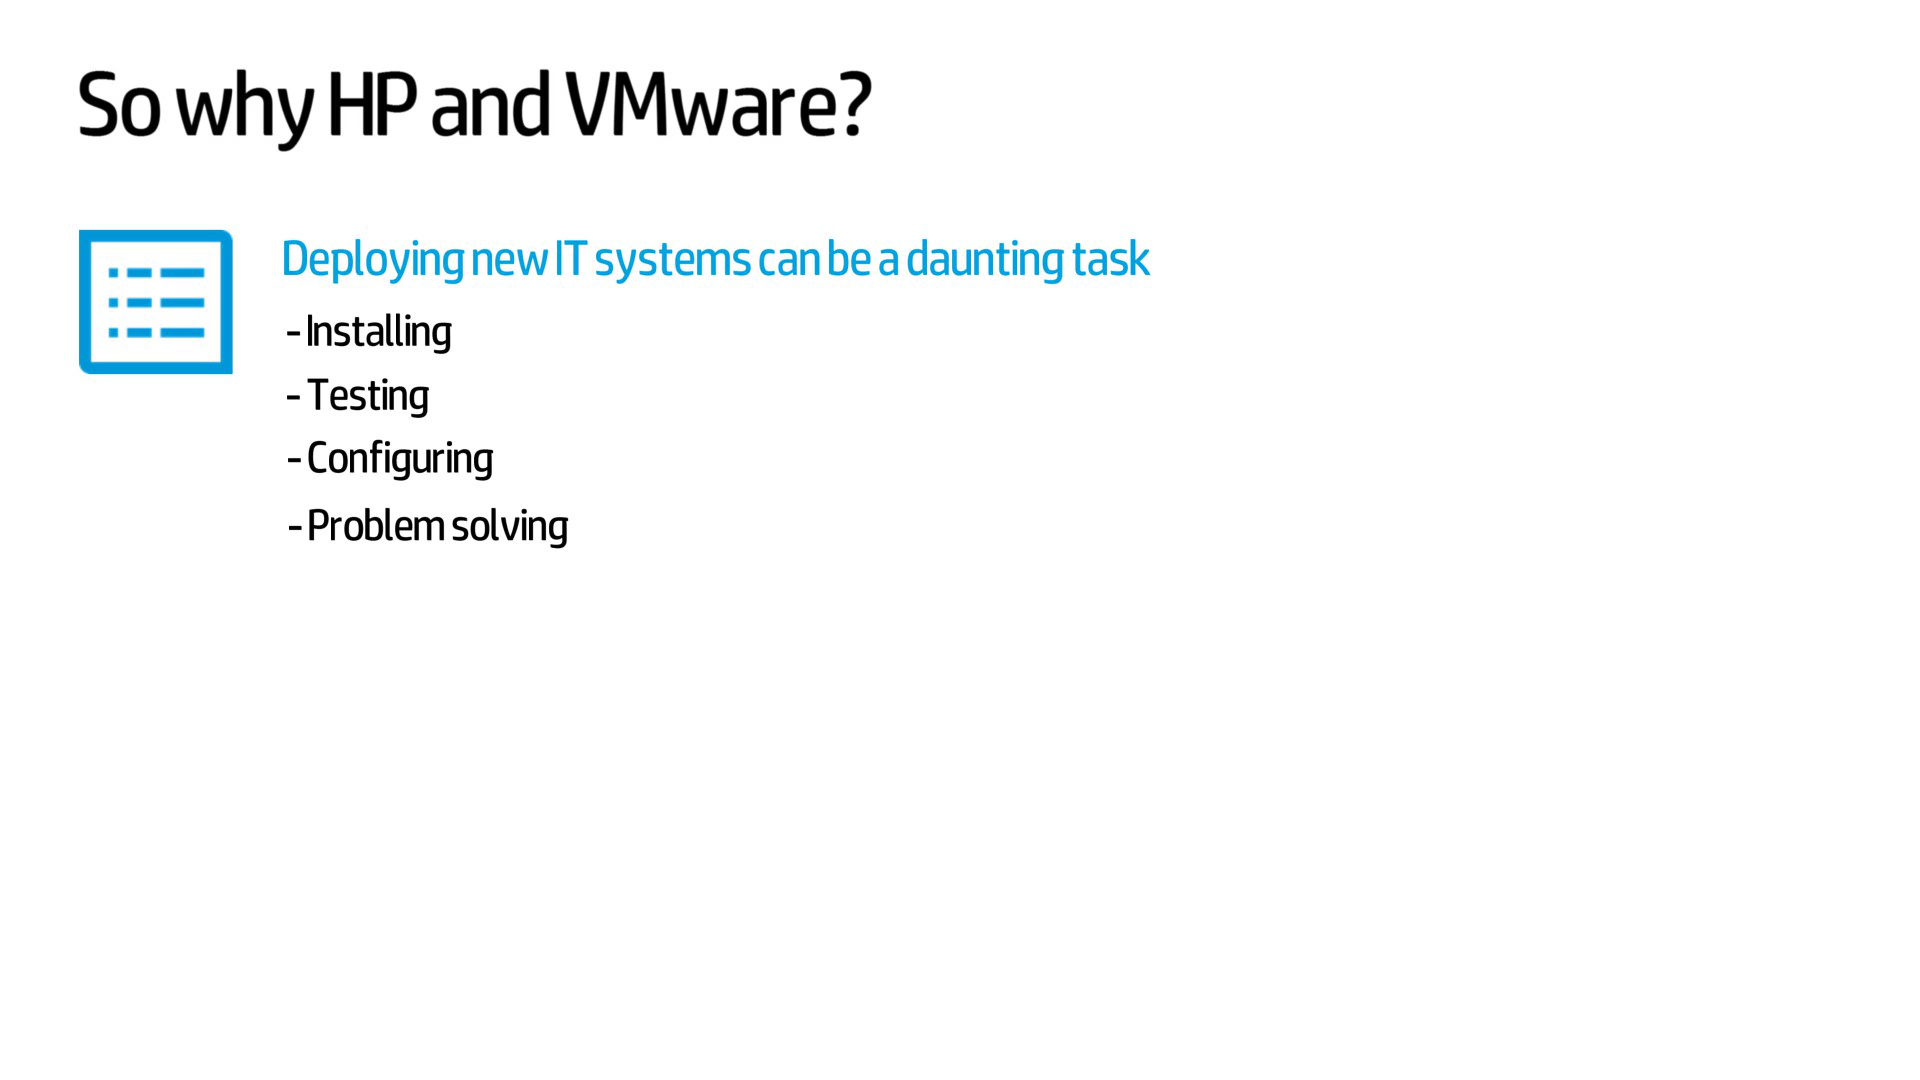 So why HP and VMware?
Deploying new IT systems can be a daunting task
- Installing
- Testing
- Configuring
- Problem solving